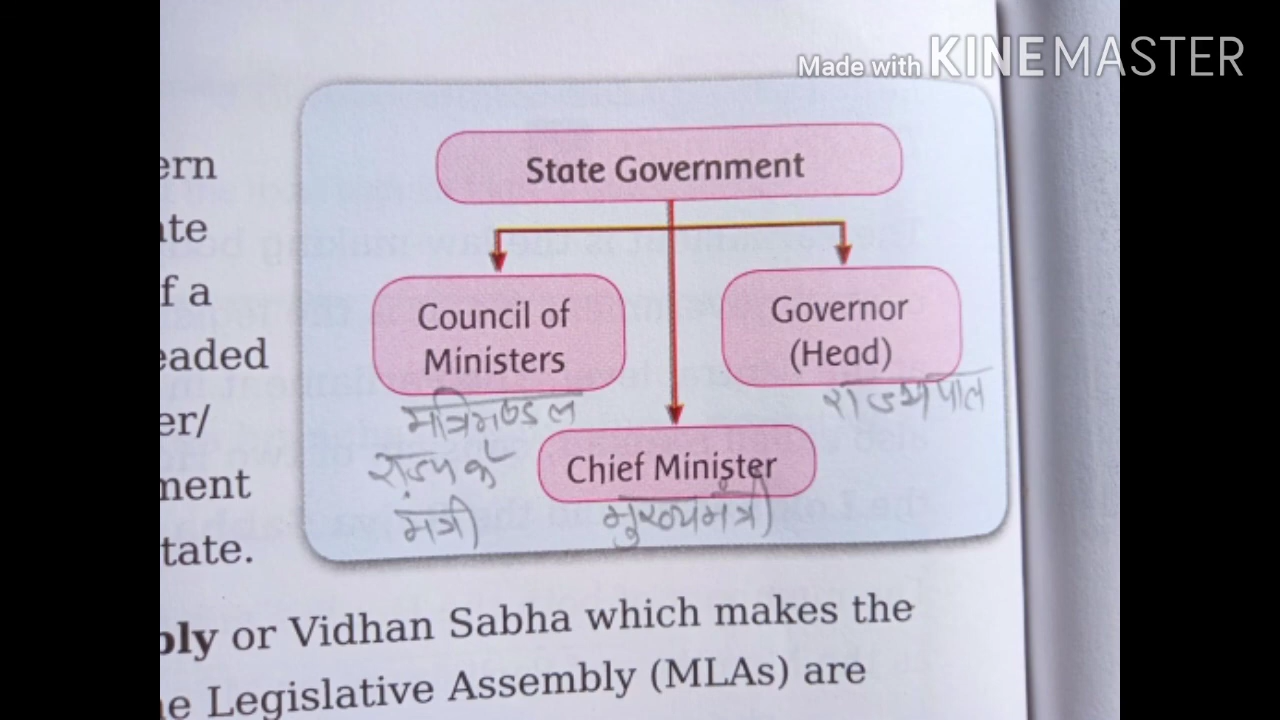 Made with KINEMASTER
State Government
Council of
Ministers
Governor
(Head)
मंत्रिमण्डल
राज्यपाल
Chief Minister
राज्य के
मंत्री
मुख्यमंत्री
ern
ate
f a
eaded
er/
ment
tate.
bly or Vidhan Sabha which makes the
e Legislative Assembly (MLAs) are